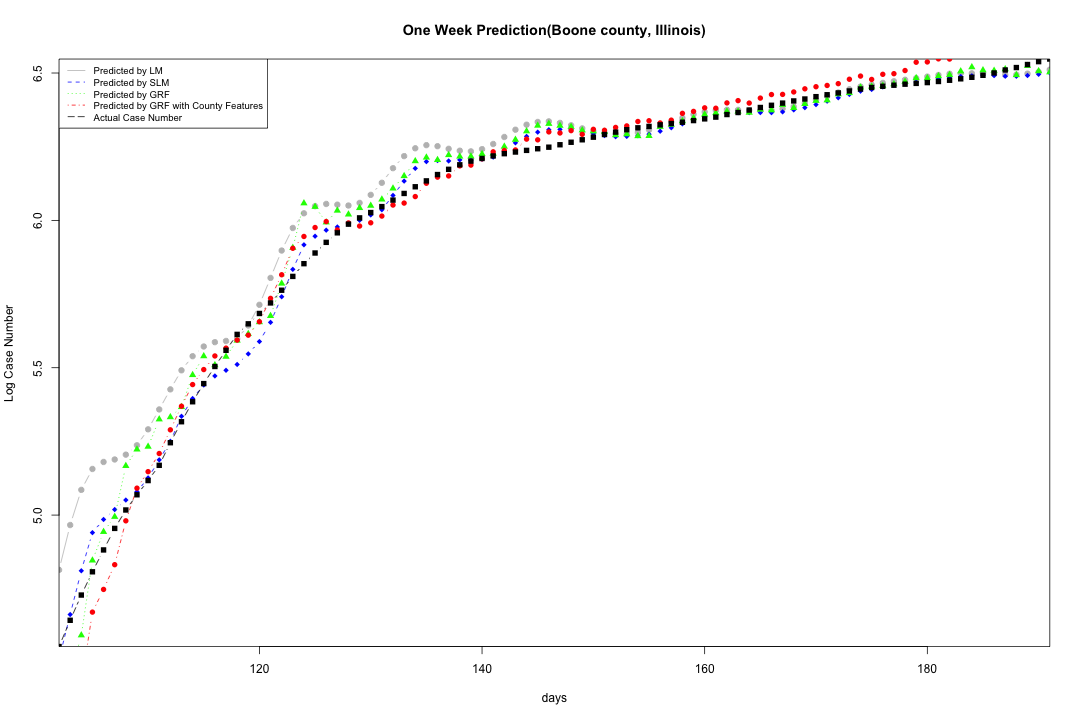 One Week Prediction(Boone county, Illinois)
Predicted by LM
Predicted by SLM
Predicted by GRF
Predicted by GRF with County Features
Actual Case Number
Log Case Number
6.5
6.0
5.5
5.0
120 140 160 180
days